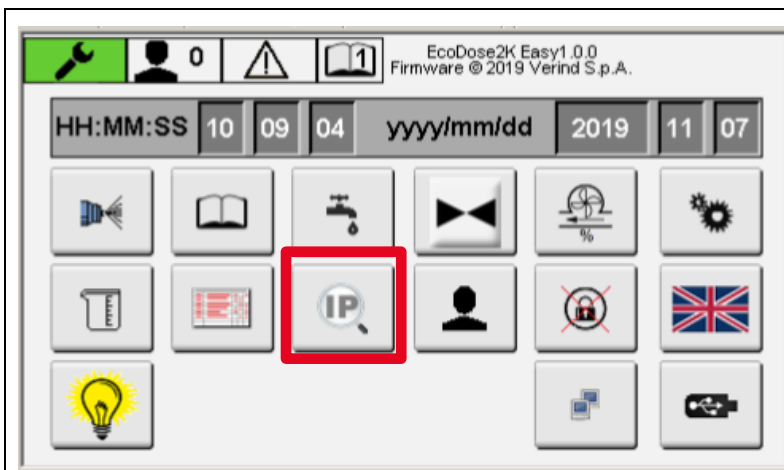 0
1
EcoDose2K Easy1.0.0
Firmware © 2019 Verind S.p.A.
HH:MM:SS 10 09 04 yyyy/mm/dd 2019 11 07
%
IP